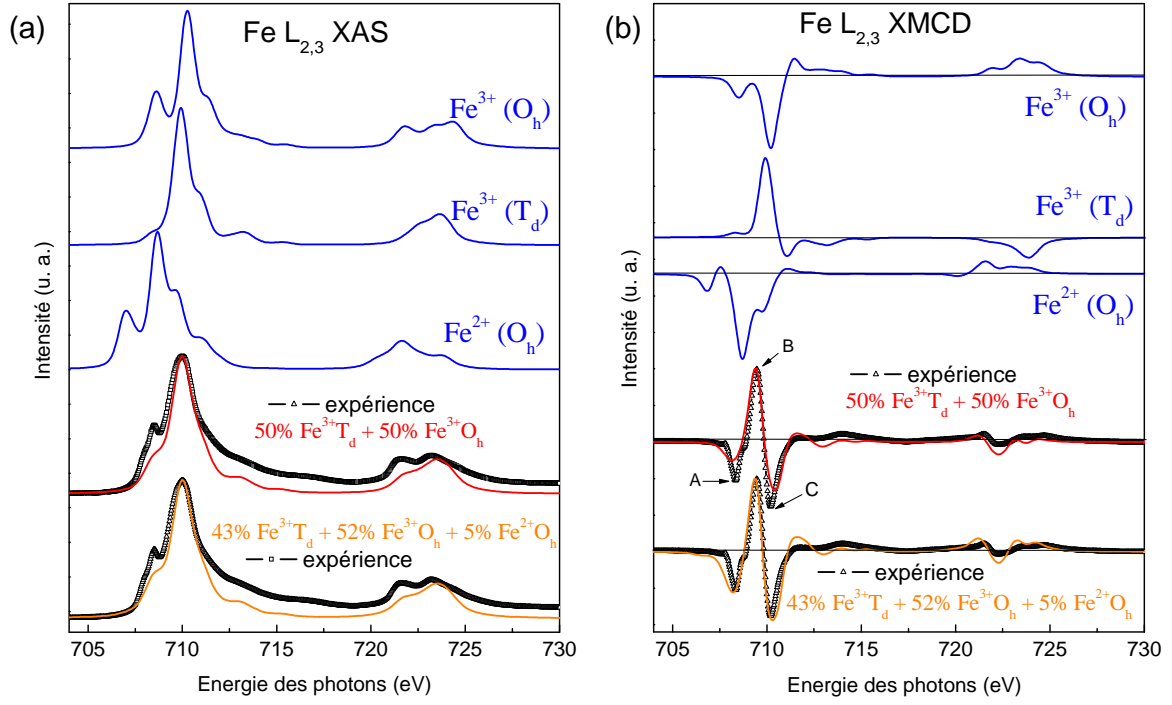 (a)
Fe L2,3 XAS
Fe3+ (Oh)
Fe3+ (Td)
Fe2+ (Oh)
expérience
50% Fe3+Td + 50% Fe3+Oh
43% Fe3+Td + 52% Fe3+Oh + 5% Fe2+Oh
expérience
Intensité (u. a.)
705 710 715 720 725 730
Energie des photons (eV)
(b)
Fe L2,3 XMCD
Fe3+ (Oh)
Fe3+ (Td)
Fe2+ (Oh)
B
expérience
50% Fe3+Td + 50% Fe3+Oh
A
C
expérience
43% Fe3+Td + 52% Fe3+Oh + 5% Fe2+Oh
Intensité (u. a.)
705 710 715 720 725 730
Energie des photons (eV)